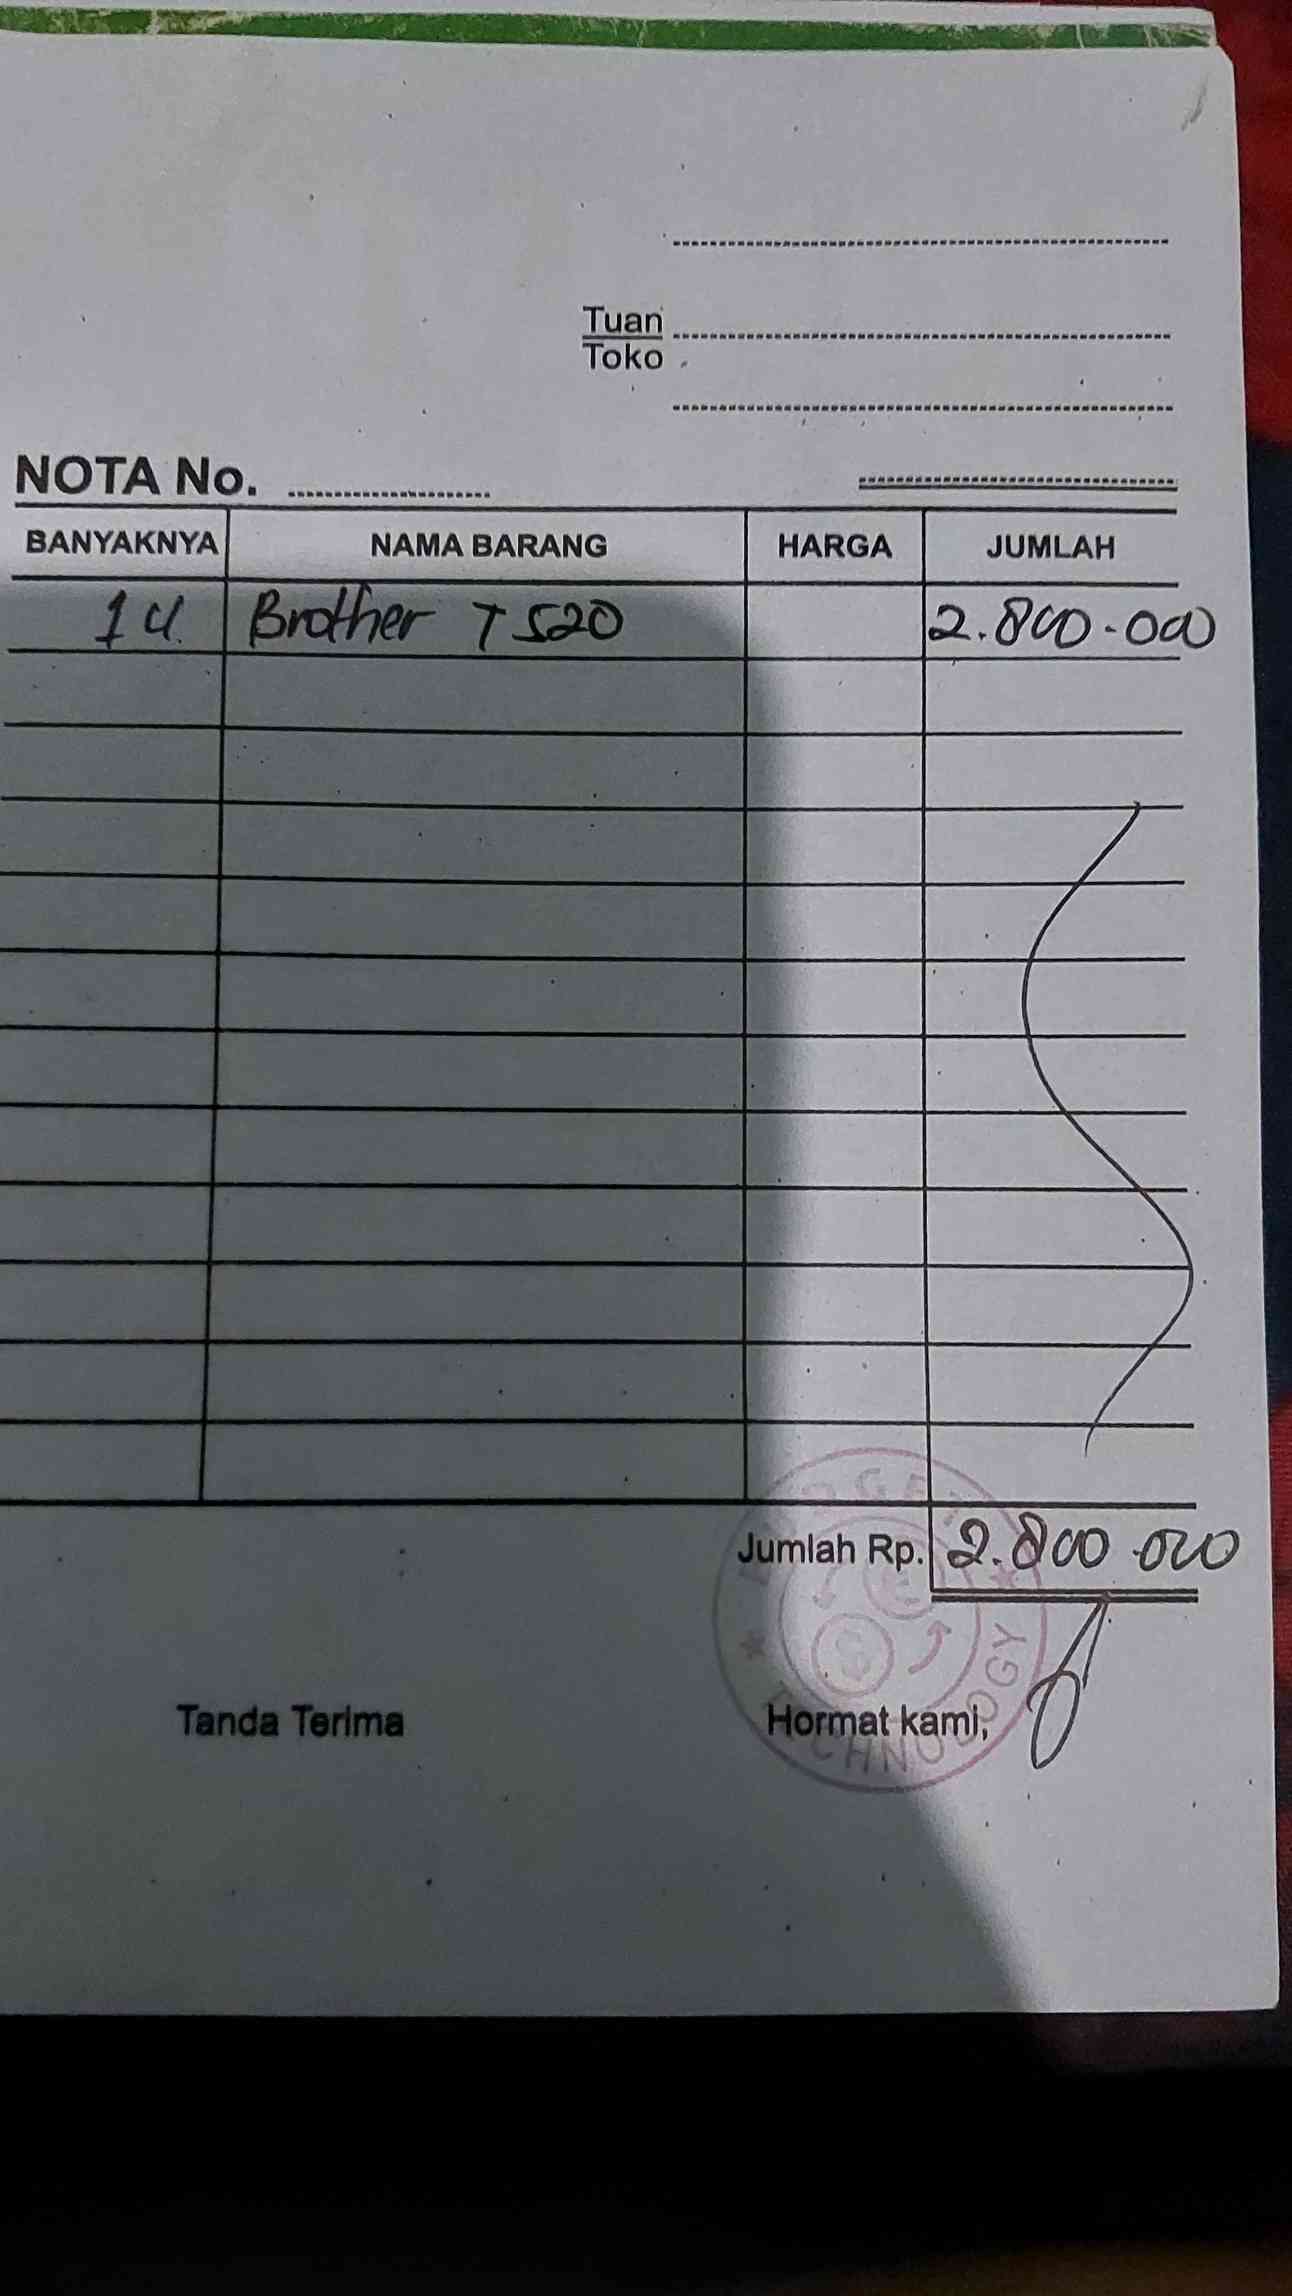 Tuan
Toko
NOTA No.
BANYAKNYA NAMA BARANG HARGA JUMLAH
1 U. Brother T 520 2.800.000
Jumlah Rp. 2.800.000
Tanda Terima Hormat kami,